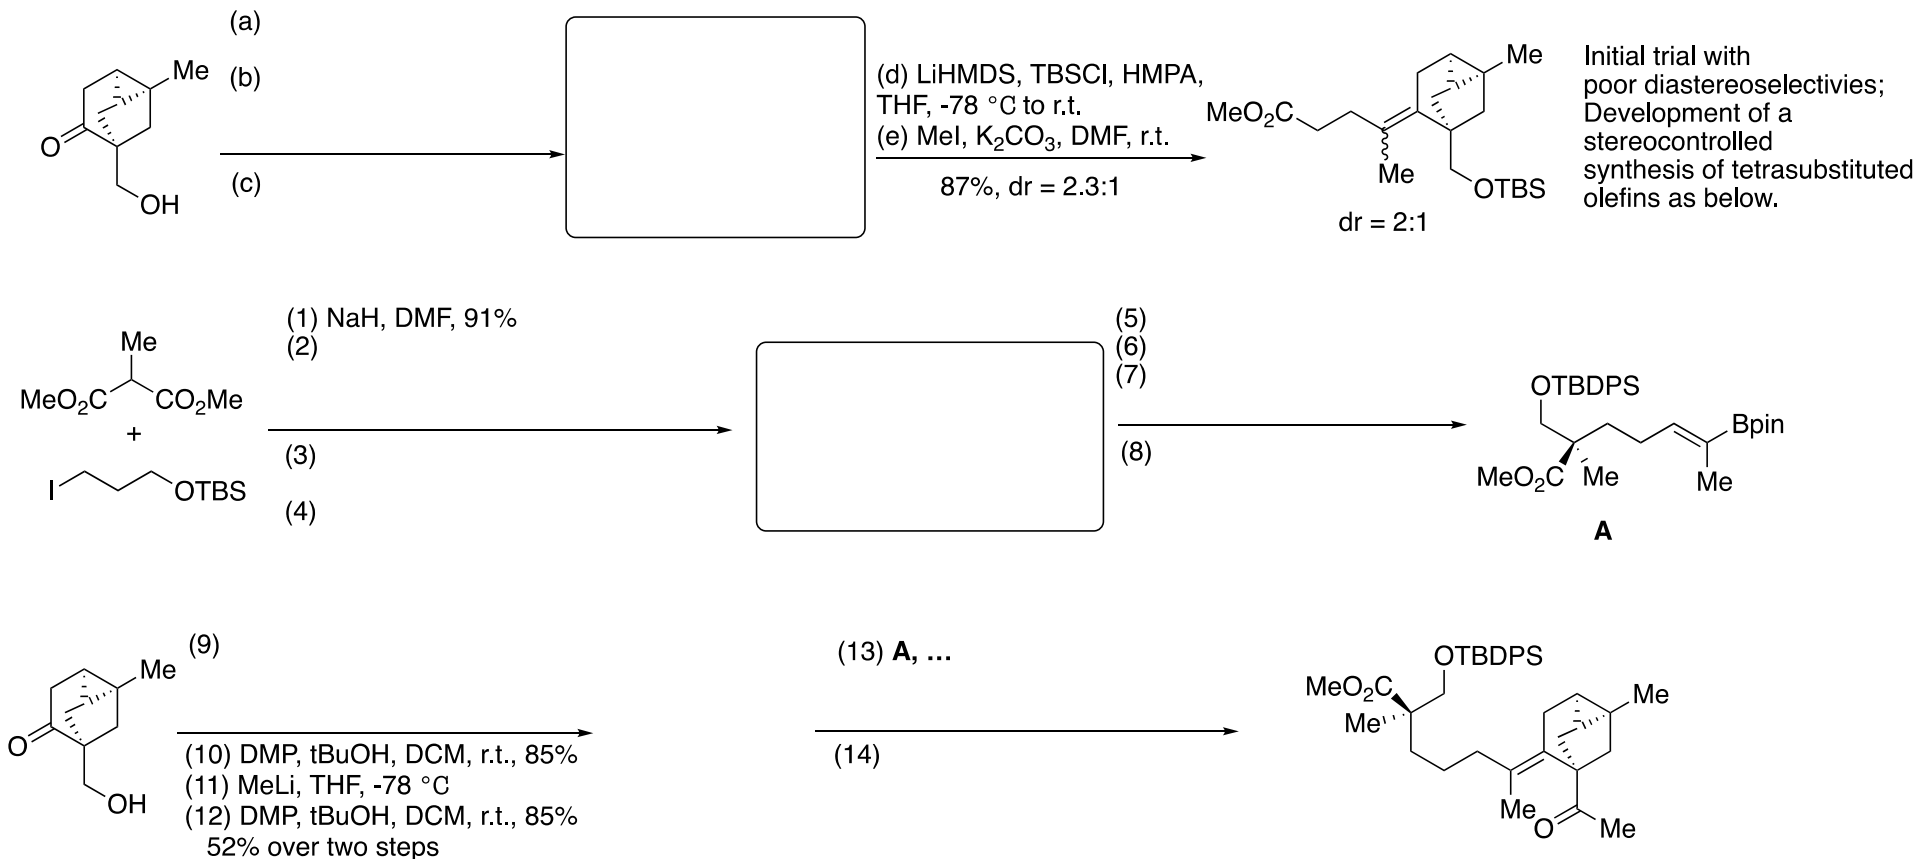 (a)
(b)
(c)
Me
O
OH
(d) LiHMDS, TBSCl, HMPA,
THF, -78 °C to r.t.
(e) MeI, K₂CO₃, DMF, r.t.
87%, dr = 2.3:1
Me
MeO₂C
Me
OTBS
dr = 2:1
Initial trial with
poor diastereoselectivies;
Development of a
stereocontrolled
synthesis of tetrasubstituted
olefins as below.
Me
MeO₂C CO₂Me
+
I OTBS
(1) NaH, DMF, 91%
(2)
(3)
(4)
(5)
(6)
(7)
(8)
OTBDPS
Bpin
MeO₂C Me
Me
A
(9)
Me
O
OH
(10) DMP, tBuOH, DCM, r.t., 85%
(11) MeLi, THF, -78 °C
(12) DMP, tBuOH, DCM, r.t., 85%
52% over two steps
(13) A, ...
(14)
OTBDPS
MeO₂C
Me
Me
Me
O
Me